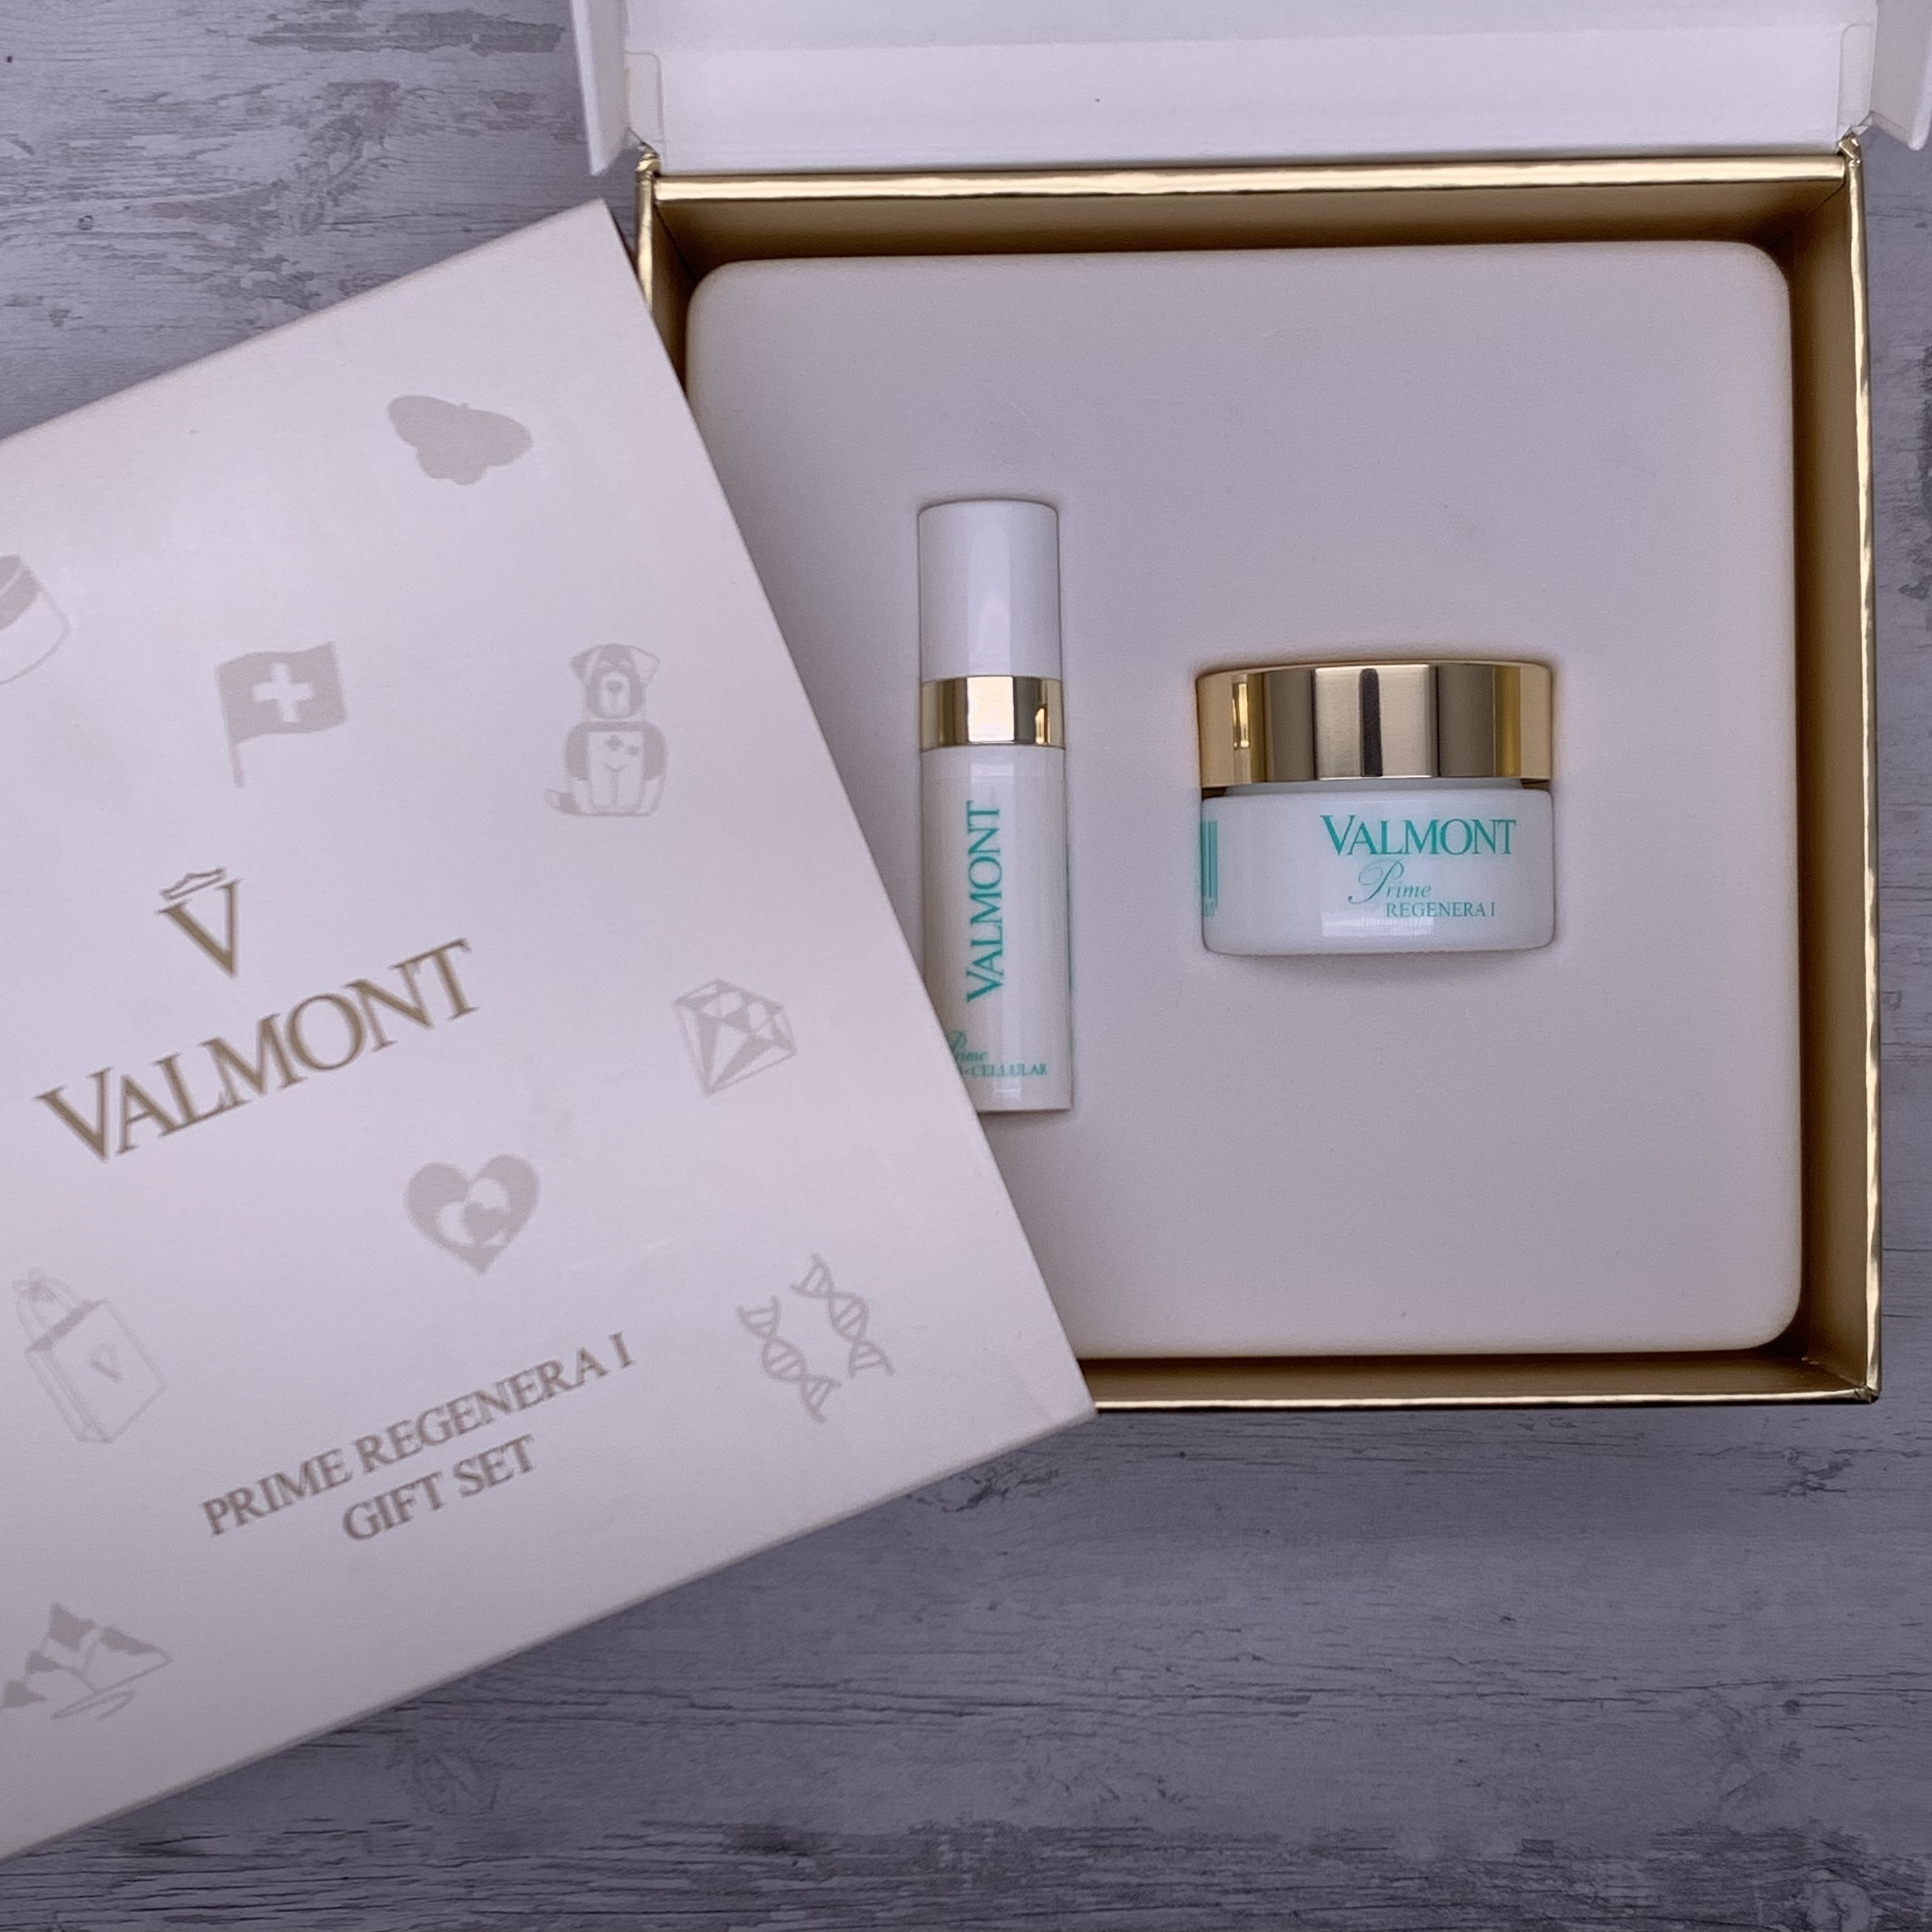 V
VALMONT
PRIME REGENERA I
GIFT SET
VALMONT
Prime
CELLULAR
VALMONT
Prime
REGENERA I